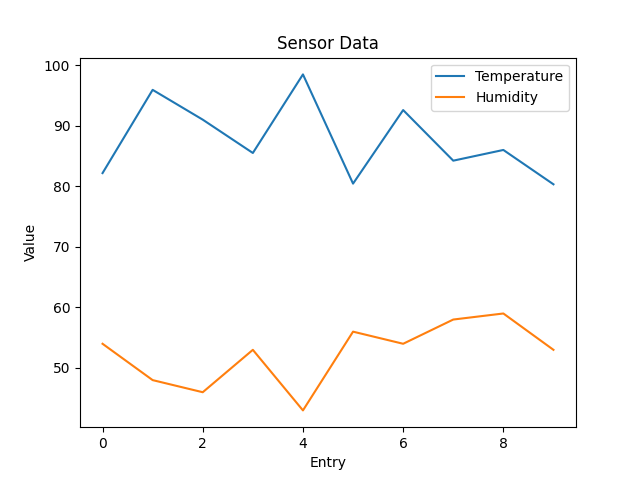 Sensor Data
Temperature
Humidity
Value
100
90
80
70
60
50
0 2 4 6 8
Entry